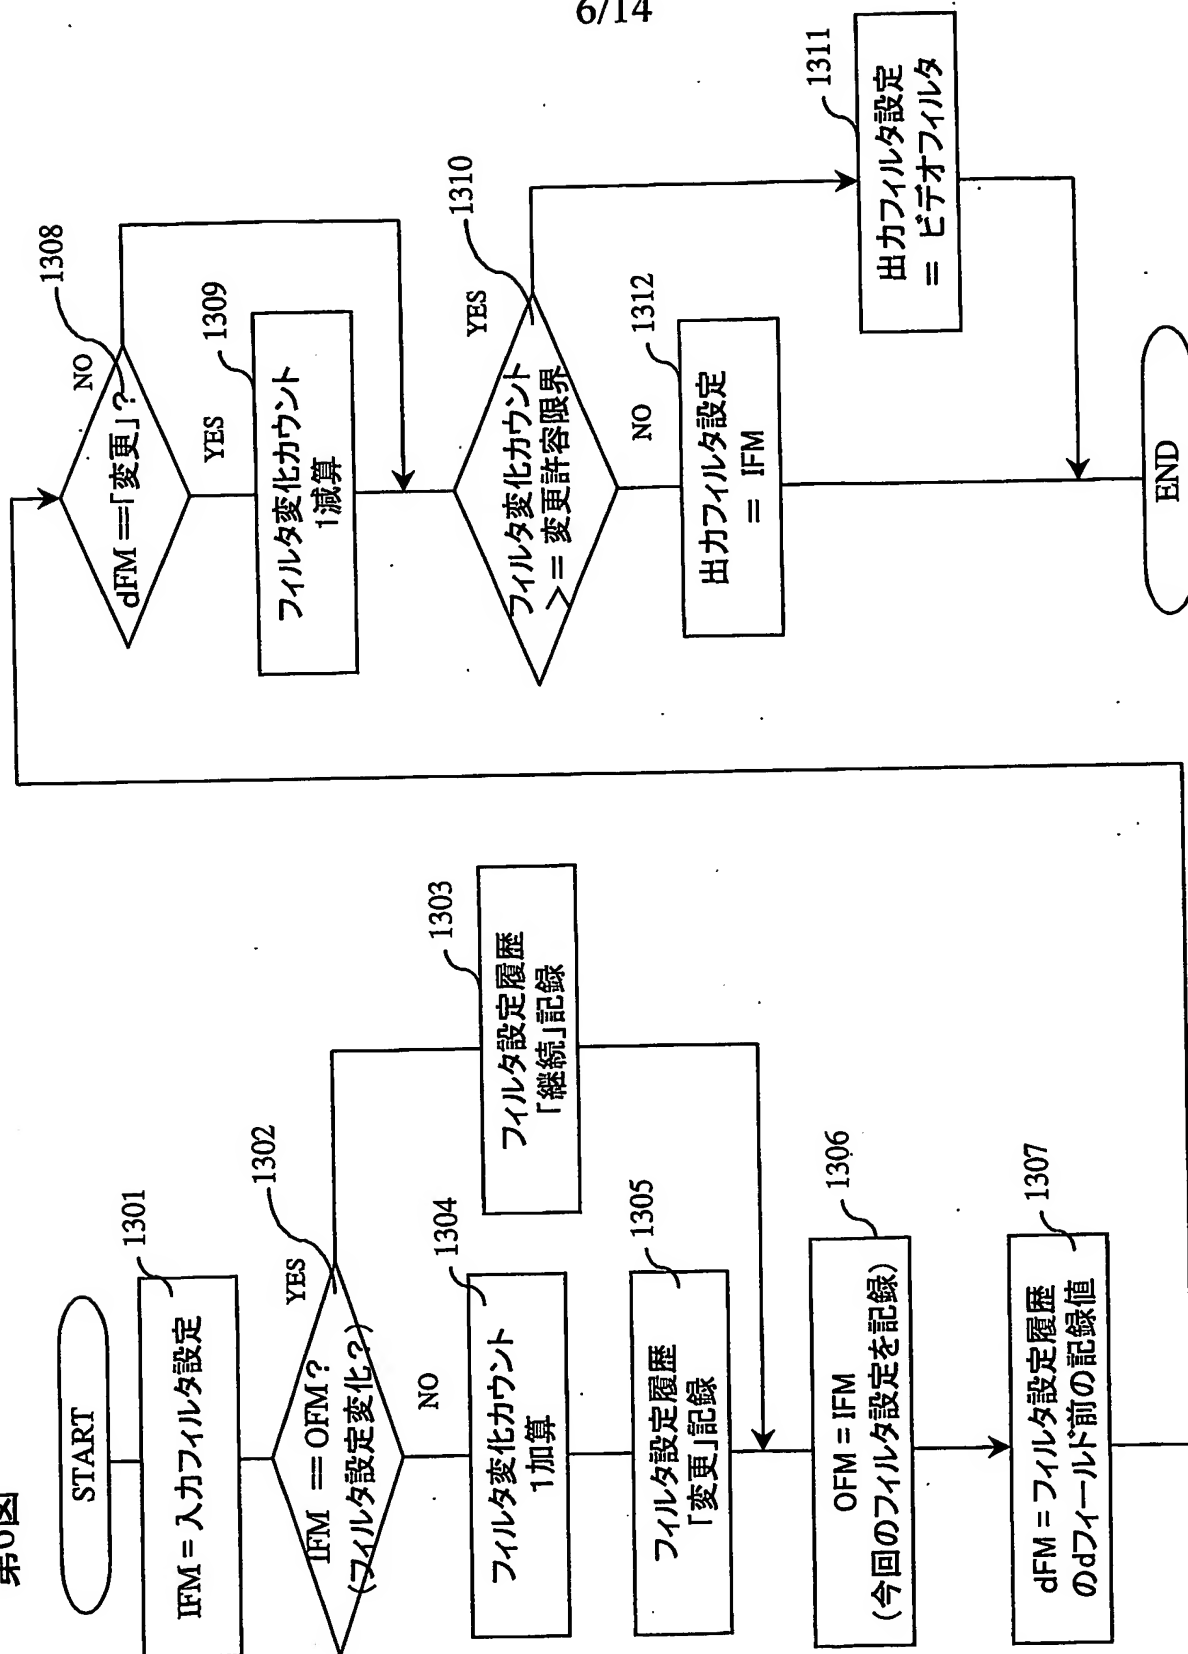 6/14
第6図
START
1301
IFM = 入力フィルタ設定
1302
IFM == OFM?
(フィルタ設定変化?)
YES
NO
1303
フィルタ設定履歴
「継続」記録
1304
フィルタ変化カウント
1加算
1305
フィルタ設定履歴
「変更」記録
1306
OFM = IFM
(今回のフィルタ設定を記録)
1307
dFM = フィルタ設定履歴
のdフィールド前の記録値
1308
dFM ==「変更」?
NO
YES
1309
フィルタ変化カウント
1減算
1310
フィルタ変化カウント
>= 変更許容限界
YES
NO
1311
出力フィルタ設定
= ビデオフィルタ
1312
出力フィルタ設定
= IFM
END